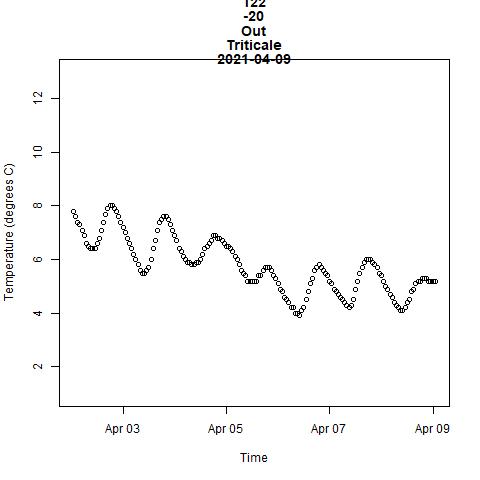 122
-20
Out
Triticale
2021-04-09
12
10
8
6
4
2
Temperature (degrees C)
Apr 03
Apr 05
Apr 07
Apr 09
Time